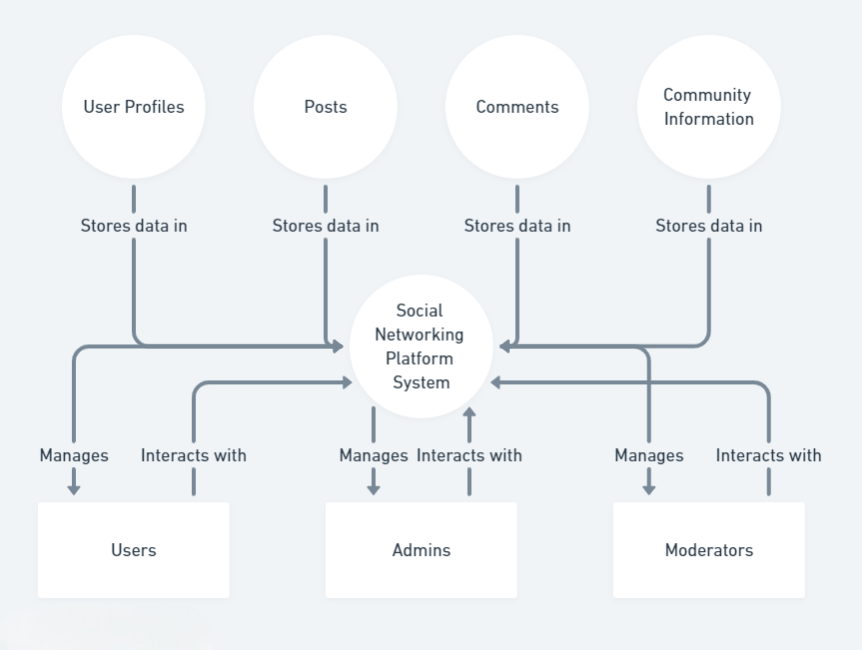 User Profiles
Posts
Comments
Community
Information
Stores data in
Stores data in
Stores data in
Stores data in
Social
Networking
Platform
System
Manages
Interacts with
Manages
Interacts with
Manages
Interacts with
Users
Admins
Moderators